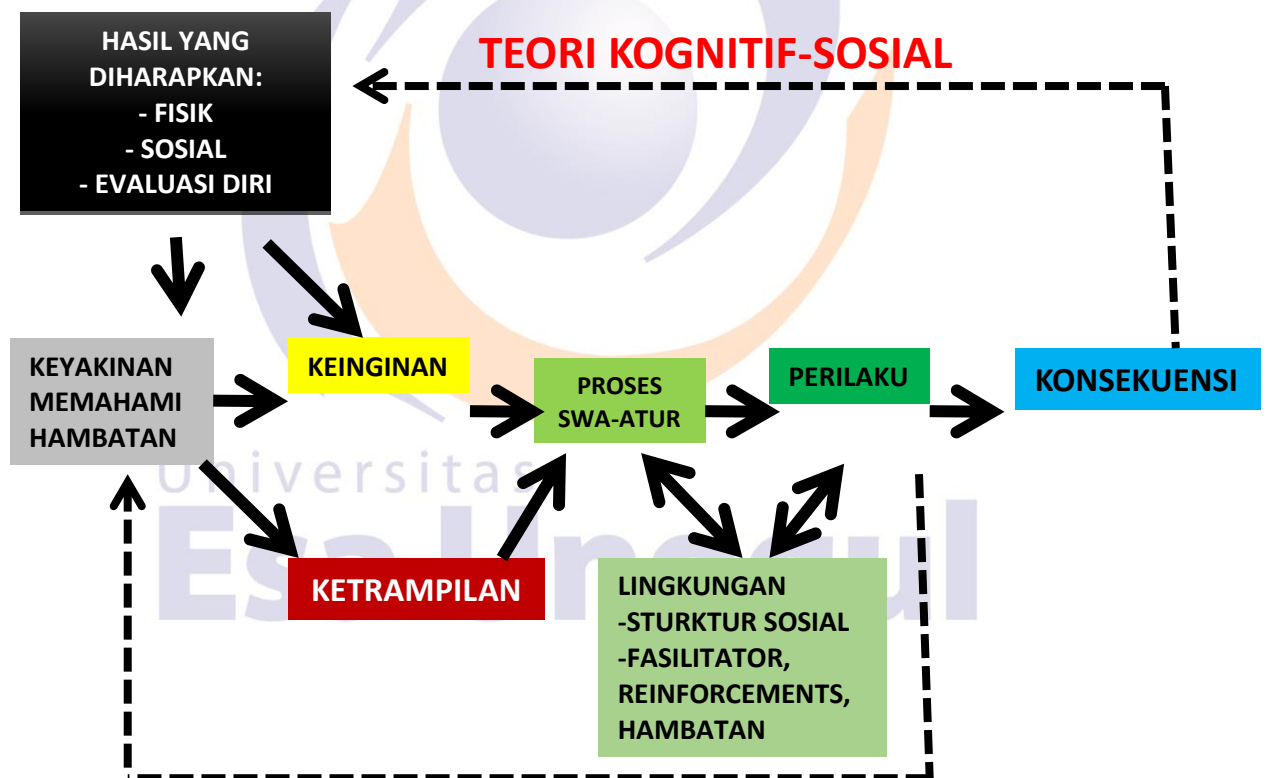 TEORI KOGNITIF-SOSIAL
HASIL YANG
DIHARAPKAN:
- FISIK
- SOSIAL
- EVALUASI DIRI
KEYAKINAN
MEMAHAMI
HAMBATAN
KEINGINAN
PROSES
SWA-ATUR
PERILAKU
KONSEKUENSI
KETRAMPILAN
LINGKUNGAN
-STURKTUR SOSIAL
-FASILITATOR,
REINFORCEMENTS,
HAMBATAN
Universitas
Esa Unggul